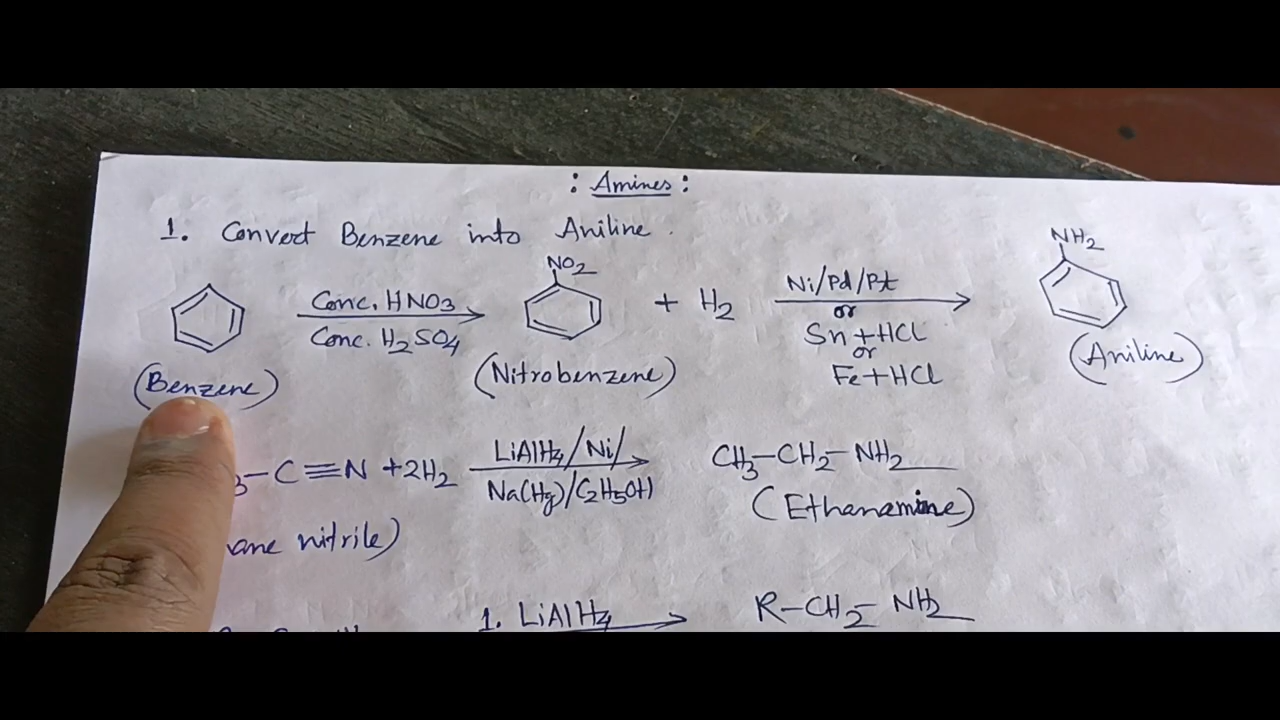 : Amines :
1. Convert Benzene into Aniline.
NO2 NH2
Conc. HNO3 + H2 Ni/Pd/Pt
Conc. H2SO4 or
Sn+HCl
or
(Benzene) (Nitrobenzene) Fe+HCl (Aniline)
3-C≡N +2H2 LiAlH4/Ni/ CH3-CH2-NH2
Na(Hg)/C2H5OH (Ethanamine)
ane nitrile)
1. LiAlH4 R-CH2-NH2